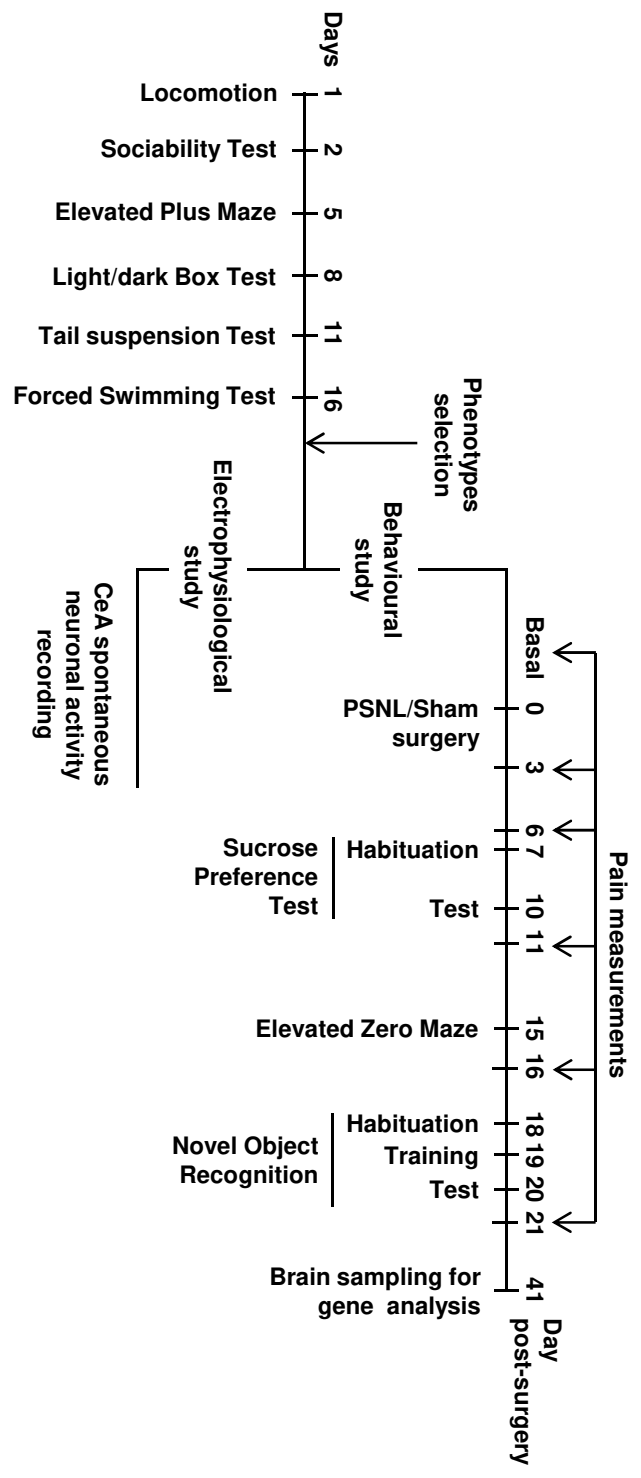 Days
1
Locomotion
2
Sociability Test
5
Elevated Plus Maze
8
Light/dark Box Test
11
Tail suspension Test
16
Forced Swimming Test
Phenotypes
selection
Electrophysiological
study
CeA spontaneous
neuronal activity
recording
Behavioural
study
Pain measurements
Basal
0
PSNL/Sham
surgery
3
6
7
Habituation
10
Test
Sucrose
Preference
Test
11
15
Elevated Zero Maze
16
18
Habituation
19
Training
20
Test
Novel Object
Recognition
21
41
Brain sampling for
gene analysis
Day
post-surgery